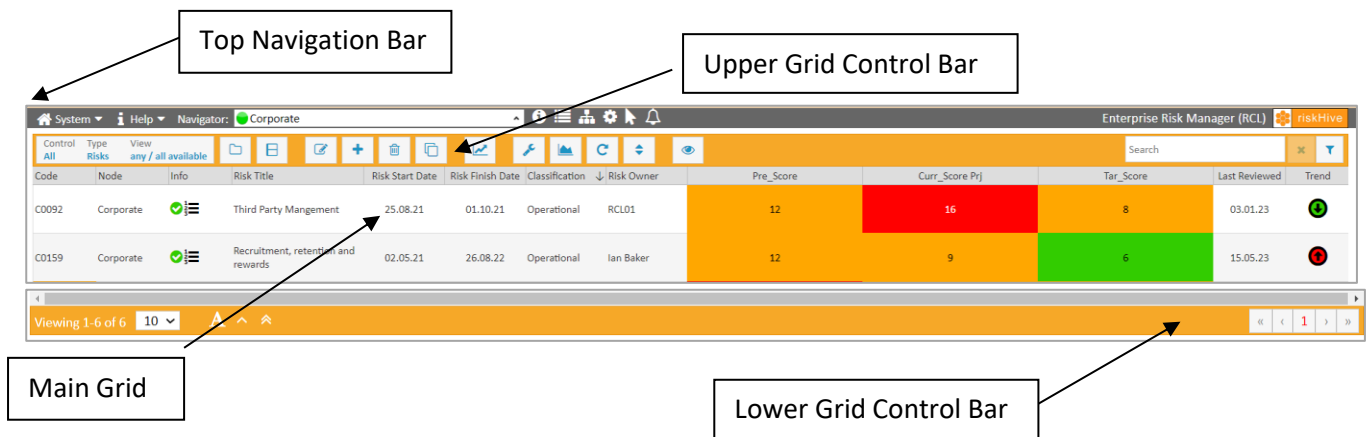 Top Navigation Bar
Upper Grid Control Bar
System Help Navigator: Corporate Enterprise Risk Manager (RCL) riskHive
Control Type View
All Risks any / all available Search
Code Node Info Risk Title Risk Start Date Risk Finish Date Classification Risk Owner Pre_Score Curr_Score Prj Tar_Score Last Reviewed Trend
C0092 Corporate Third Party Mangement 25.08.21 01.10.21 Operational RCL01 12 16 8 03.01.23
C0159 Corporate Recruitment, retention and rewards 02.05.21 26.08.22 Operational Ian Baker 12 9 6 15.05.23
Viewing 1-6 of 6 10 A « ‹ 1 › »
Main Grid
Lower Grid Control Bar